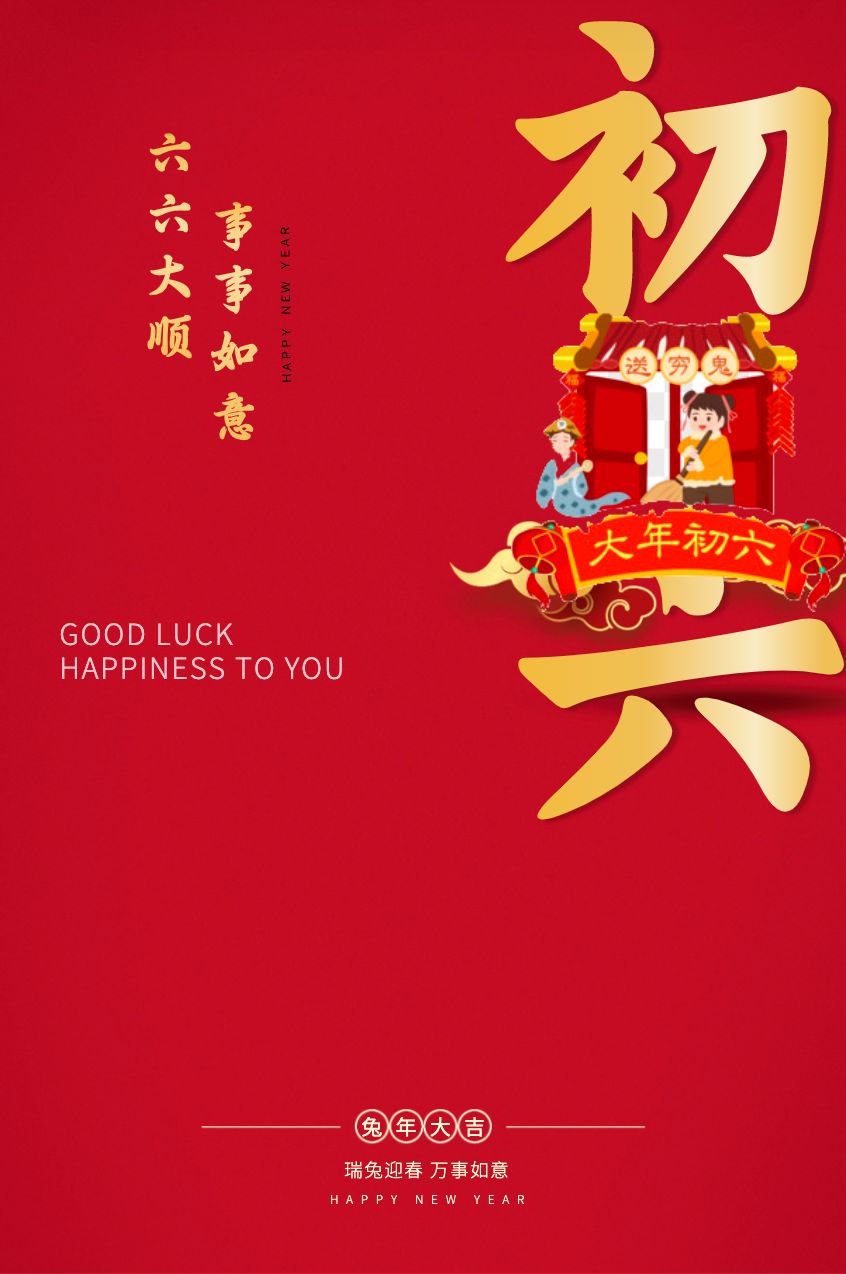 初六
六六大顺
事事如意
HAPPY NEW YEAR
送穷鬼
福
福
大年初六
GOOD LUCK
HAPPINESS TO YOU
兔年大吉
瑞兔迎春 万事如意
HAPPY NEW YEAR